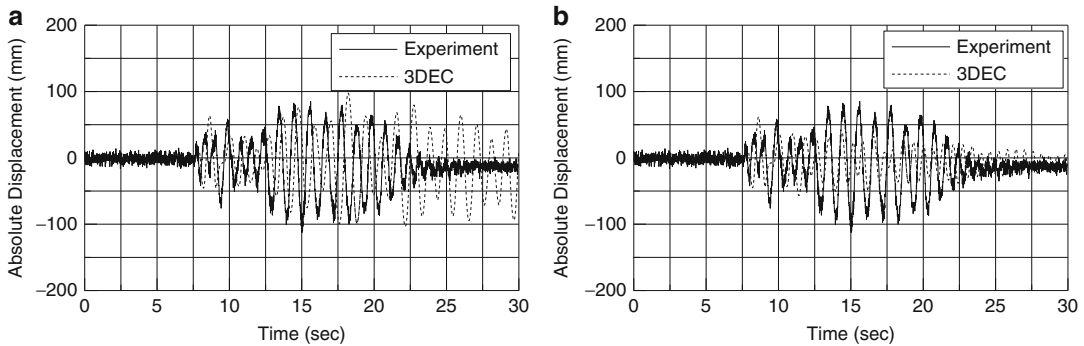 a
Absolute Displacement (mm)
200
100
0
−100
−200
0 5 10 15 20 25 30
Time (sec)
Experiment
3DEC
b
Absolute Displacement (mm)
200
100
0
−100
−200
0 5 10 15 20 25 30
Time (sec)
Experiment
3DEC